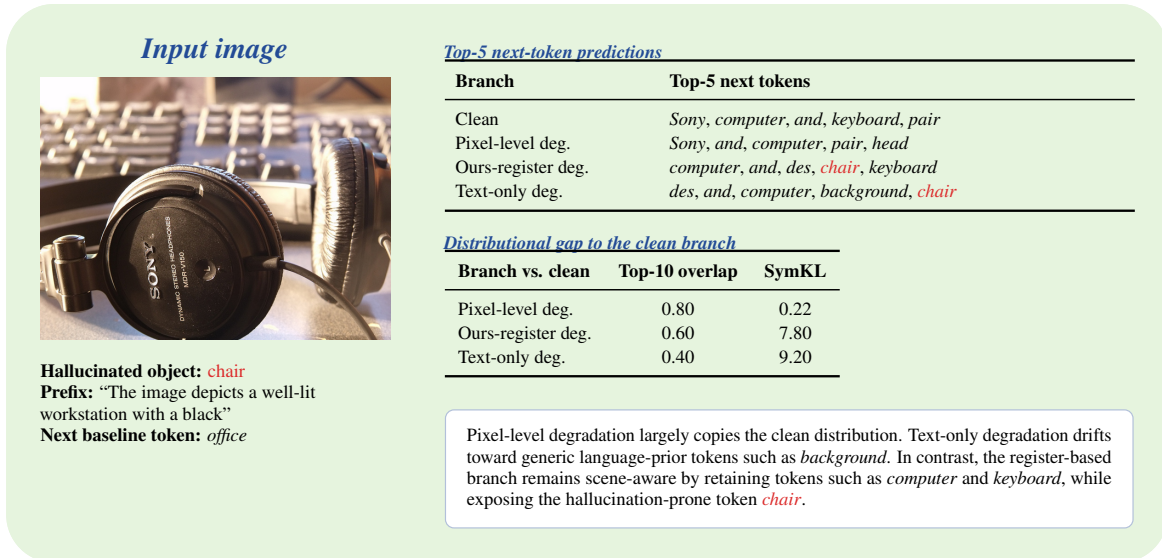 Input image
SONY
DYNAMIC STEREO HEADPHONES
MDR-V150
L
Hallucinated object: chair
Prefix: “The image depicts a well-lit
workstation with a black”
Next baseline token: office
Top-5 next-token predictions
Branch Top-5 next tokens
Clean Sony, computer, and, keyboard, pair
Pixel-level deg. Sony, and, computer, pair, head
Ours-register deg. computer, and, des, chair, keyboard
Text-only deg. des, and, computer, background, chair
Distributional gap to the clean branch
Branch vs. clean Top-10 overlap SymKL
Pixel-level deg. 0.80 0.22
Ours-register deg. 0.60 7.80
Text-only deg. 0.40 9.20
Pixel-level degradation largely copies the clean distribution. Text-only degradation drifts
toward generic language-prior tokens such as background. In contrast, the register-based
branch remains scene-aware by retaining tokens such as computer and keyboard, while
exposing the hallucination-prone token chair.